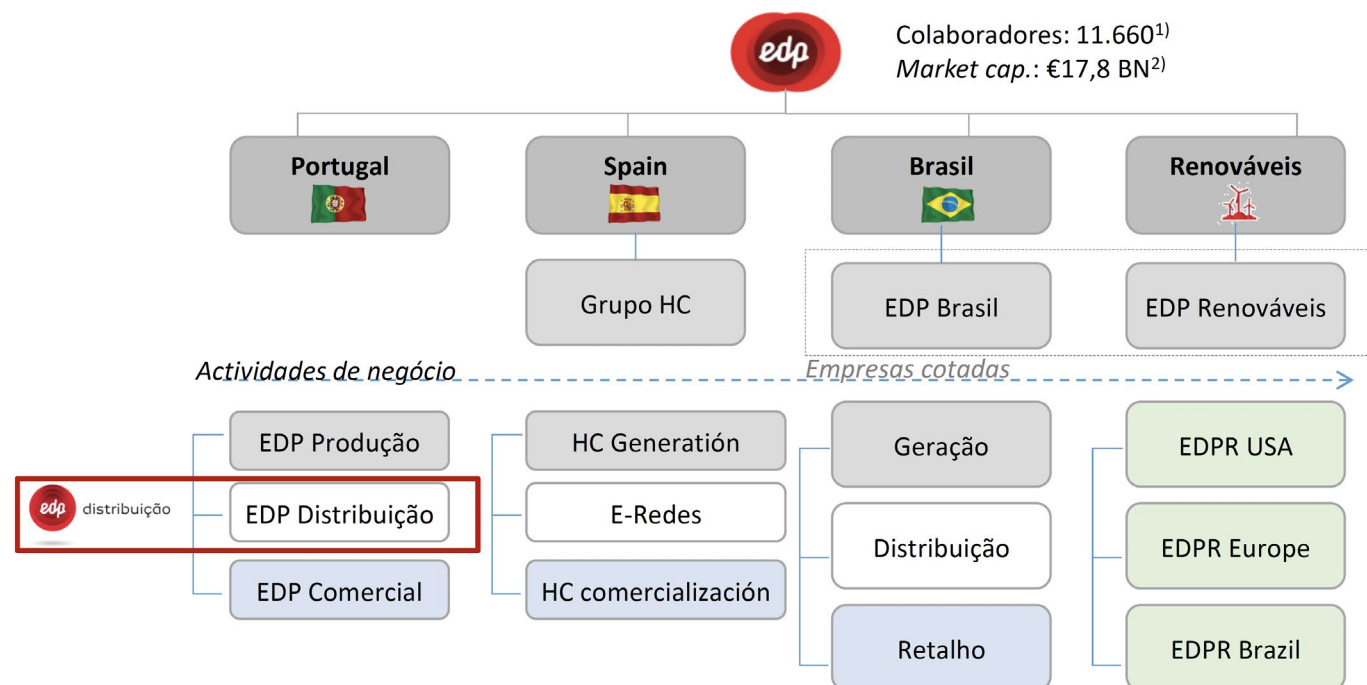 edp
Colaboradores: 11.660¹⁾
Market cap.: €17,8 BN²⁾
Portugal
Spain
Brasil
Renováveis
Grupo HC
EDP Brasil
EDP Renováveis
Actividades de negócio
Empresas cotadas
EDP Produção
HC Generatión
Geração
EDPR USA
edp distribuição
EDP Distribuição
E-Redes
Distribuição
EDPR Europe
EDP Comercial
HC comercialización
Retalho
EDPR Brazil